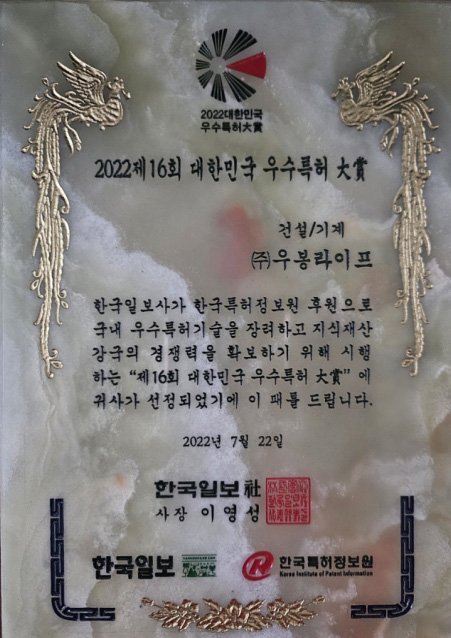 2022대한민국
우수특허大賞
2022제16회 대한민국 우수특허 大賞
건설/기계
㈜우봉라이프
한국일보사가 한국특허정보원 후원으로
국내 우수특허기술을 장려하고 지식재산
강국의 경쟁력을 확보하기 위해 시행
하는 “제16회 대한민국 우수특허 大賞” 에
귀사가 선정되었기에 이 패를 드립니다.
2022년 7월 22일
한국일보社
사장 이영성
한국일보
한국특허정보원
Korea Institute of Patent Information